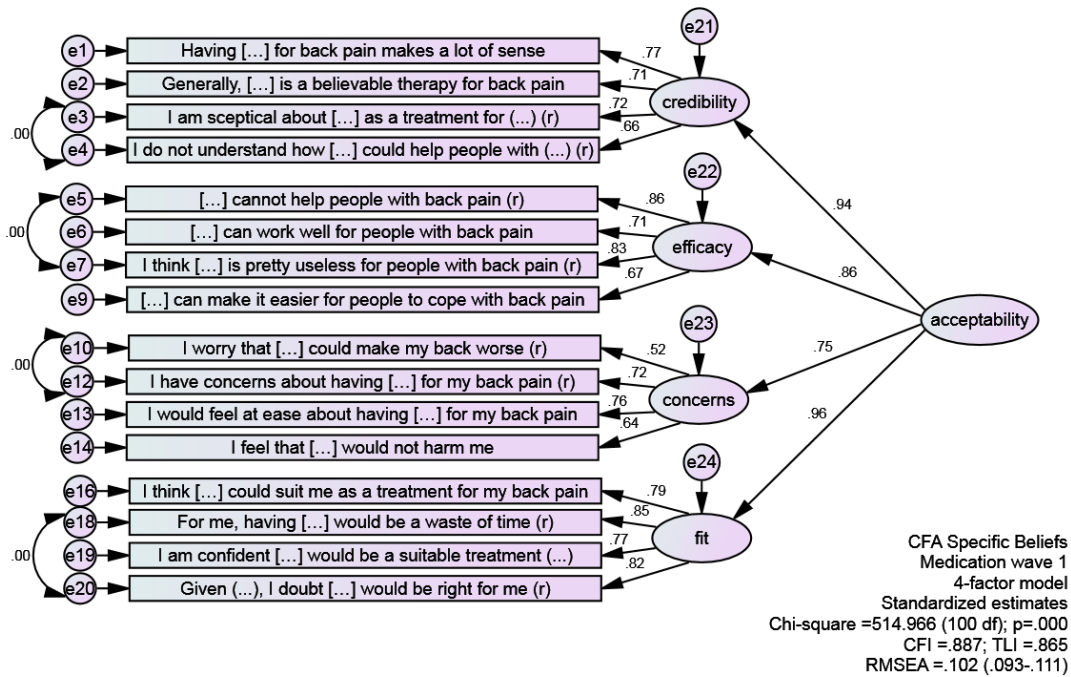 e21
e1
Having [...] for back pain makes a lot of sense
.77
e2
Generally, [...] is a believable therapy for back pain
.71
credibility
e3
I am sceptical about [...] as a treatment for (...) (r)
.72
.00
e4
I do not understand how [...] could help people with (...) (r)
.66
e22
e5
[...] cannot help people with back pain (r)
.86
.94
e6
[...] can work well for people with back pain
.71
.00
efficacy
e7
I think [...] is pretty useless for people with back pain (r)
.83
.86
e9
[...] can make it easier for people to cope with back pain
.67
acceptability
e23
e10
I worry that [...] could make my back worse (r)
.52
.75
.00
e12
I have concerns about having [...] for my back pain (r)
.72
concerns
e13
I would feel at ease about having [...] for my back pain
.76
.96
e14
I feel that [...] would not harm me
.64
e24
e16
I think [...] could suit me as a treatment for my back pain
.79
e18
For me, having [...] would be a waste of time (r)
.85
fit
.00
e19
I am confident [...] would be a suitable treatment (...)
.77
e20
Given (...), I doubt [...] would be right for me (r)
.82
CFA Specific Beliefs
Medication wave 1
4-factor model
Standardized estimates
Chi-square =514.966 (100 df); p=.000
CFI =.887; TLI =.865
RMSEA =.102 (.093-.111)